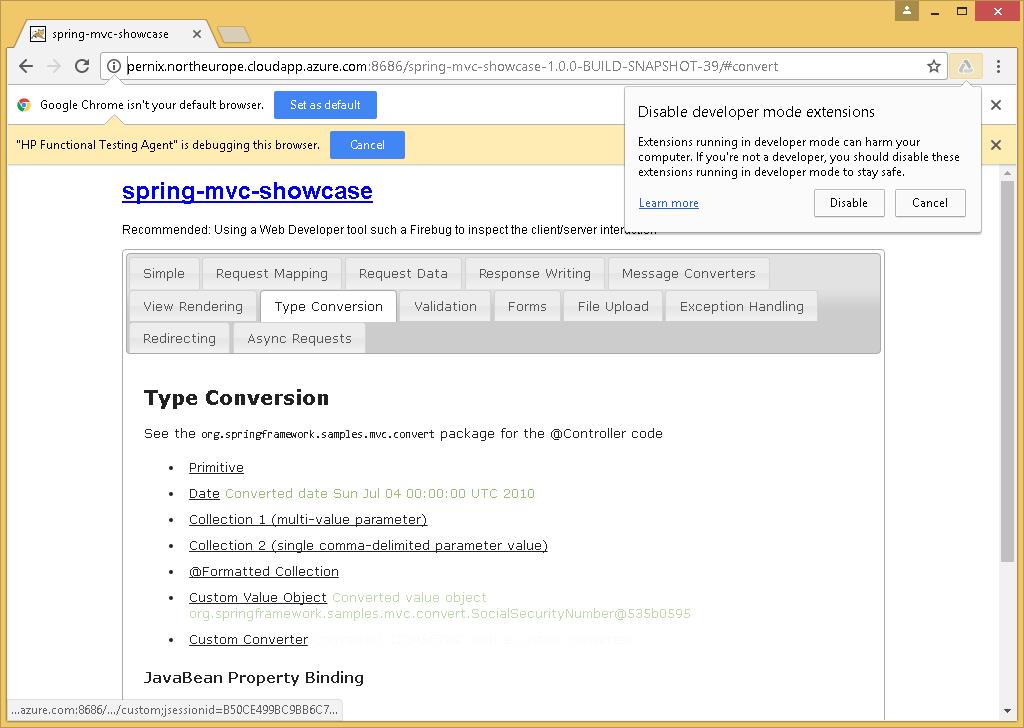 spring-mvc-showcase
pernix.northeurope.cloudapp.azure.com:8686/spring-mvc-showcase-1.0.0-BUILD-SNAPSHOT-39/#convert
Google Chrome isn't your default browser.
Set as default
"HP Functional Testing Agent" is debugging this browser.
Cancel
Disable developer mode extensions
Extensions running in developer mode can harm your
computer. If you're not a developer, you should disable these
extensions running in developer mode to stay safe.
Learn more
Disable
Cancel
spring-mvc-showcase
Recommended: Using a Web Developer tool such a Firebug to inspect the client/server interaction
Simple
Request Mapping
Request Data
Response Writing
Message Converters
View Rendering
Type Conversion
Validation
Forms
File Upload
Exception Handling
Redirecting
Async Requests
Type Conversion
See the org.springframework.samples.mvc.convert package for the @Controller code
• Primitive
• Date Converted date Sun Jul 04 00:00:00 UTC 2010
• Collection 1 (multi-value parameter)
• Collection 2 (single comma-delimited parameter value)
• @Formatted Collection
• Custom Value Object Converted value object
org.springframework.samples.mvc.convert.SocialSecurityNumber@535b0595
• Custom Converter
JavaBean Property Binding
...azure.com:8686/.../custom;jsessionid=B50CE499BC9BB6C7...